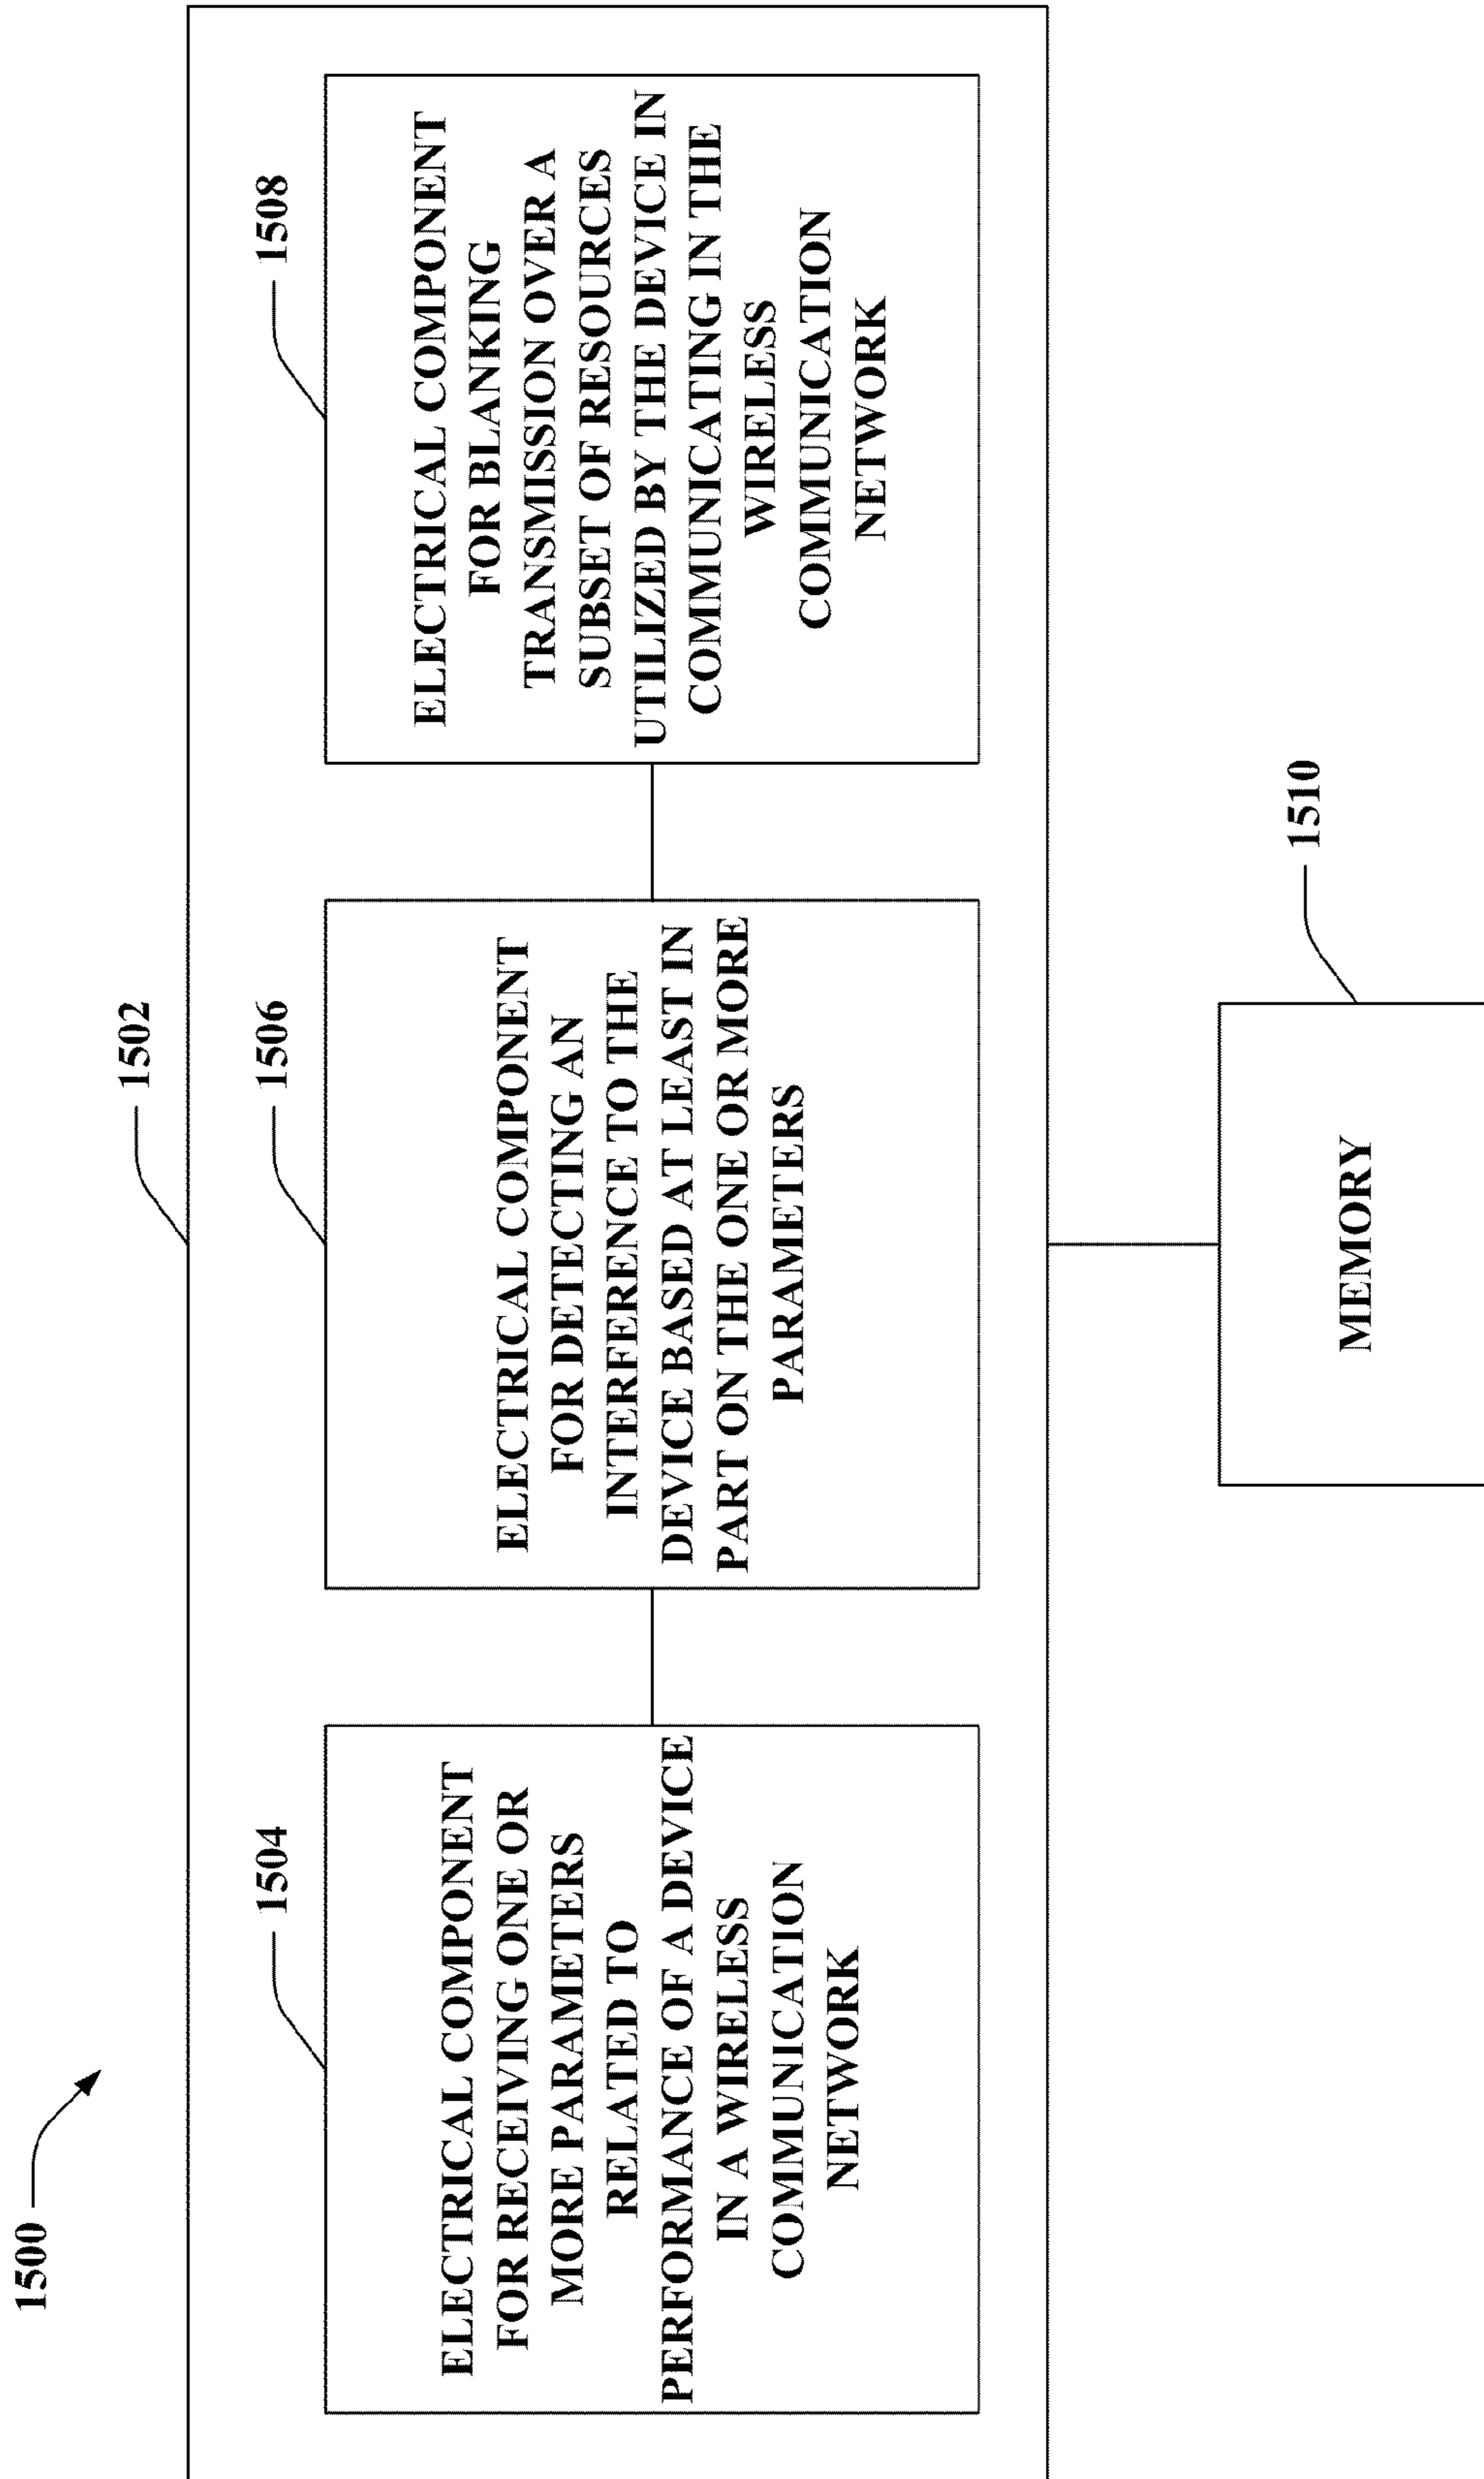 1500
1502
1504
ELECTRICAL COMPONENT
FOR RECEIVING ONE OR
MORE PARAMETERS
RELATED TO
PERFORMANCE OF A DEVICE
IN A WIRELESS
COMMUNICATION
NETWORK
1506
ELECTRICAL COMPONENT
FOR DETECTING AN
INTERFERENCE TO THE
DEVICE BASED AT LEAST IN
PART ON THE ONE OR MORE
PARAMETERS
1508
ELECTRICAL COMPONENT
FOR BLANKING
TRANSMISSION OVER A
SUBSET OF RESOURCES
UTILIZED BY THE DEVICE IN
COMMUNICATING IN THE
WIRELESS
COMMUNICATION
NETWORK
1510
MEMORY